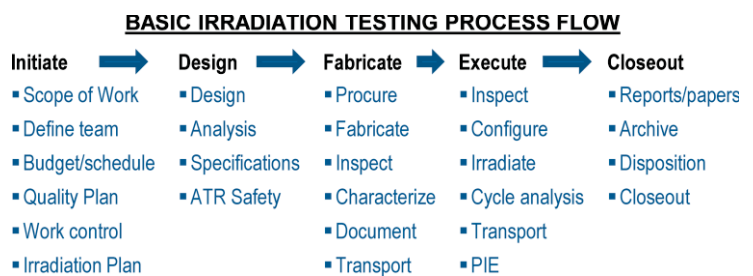 BASIC IRRADIATION TESTING PROCESS FLOW
Initiate
▪ Scope of Work
▪ Define team
▪ Budget/schedule
▪ Quality Plan
▪ Work control
▪ Irradiation Plan
Design
▪ Design
▪ Analysis
▪ Specifications
▪ ATR Safety
Fabricate
▪ Procure
▪ Fabricate
▪ Inspect
▪ Characterize
▪ Document
▪ Transport
Execute
▪ Inspect
▪ Configure
▪ Irradiate
▪ Cycle analysis
▪ Transport
▪ PIE
Closeout
▪ Reports/papers
▪ Archive
▪ Disposition
▪ Closeout